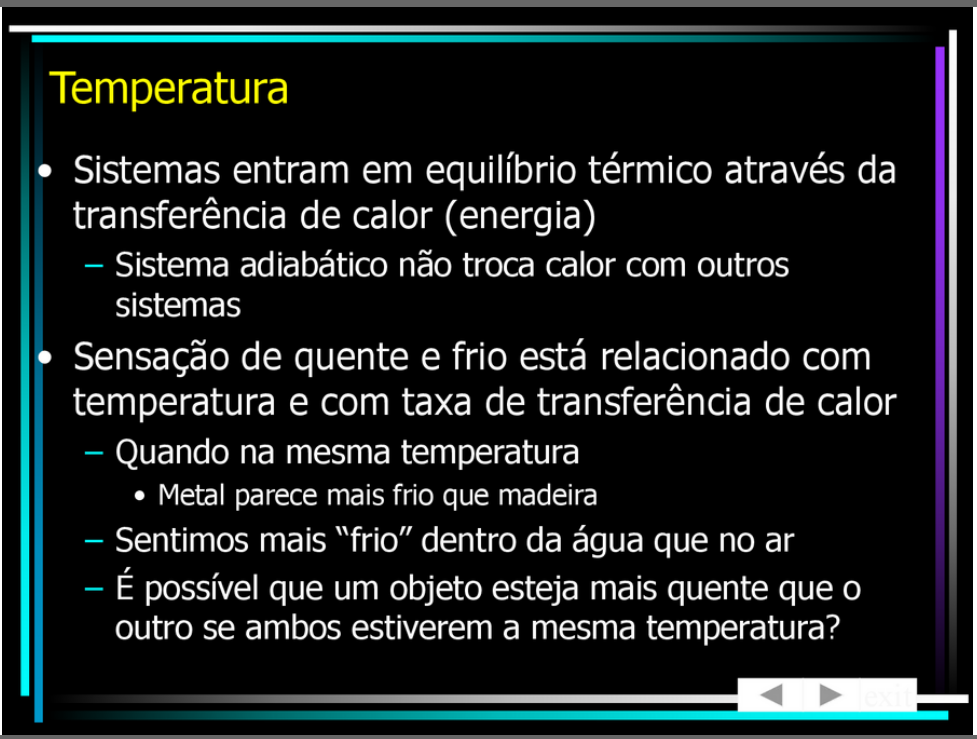 Temperatura
• Sistemas entram em equilíbrio térmico através da
transferência de calor (energia)
– Sistema adiabático não troca calor com outros
sistemas
• Sensação de quente e frio está relacionado com
temperatura e com taxa de transferência de calor
– Quando na mesma temperatura
• Metal parece mais frio que madeira
– Sentimos mais “frio” dentro da água que no ar
– É possível que um objeto esteja mais quente que o
outro se ambos estiverem a mesma temperatura?
exit